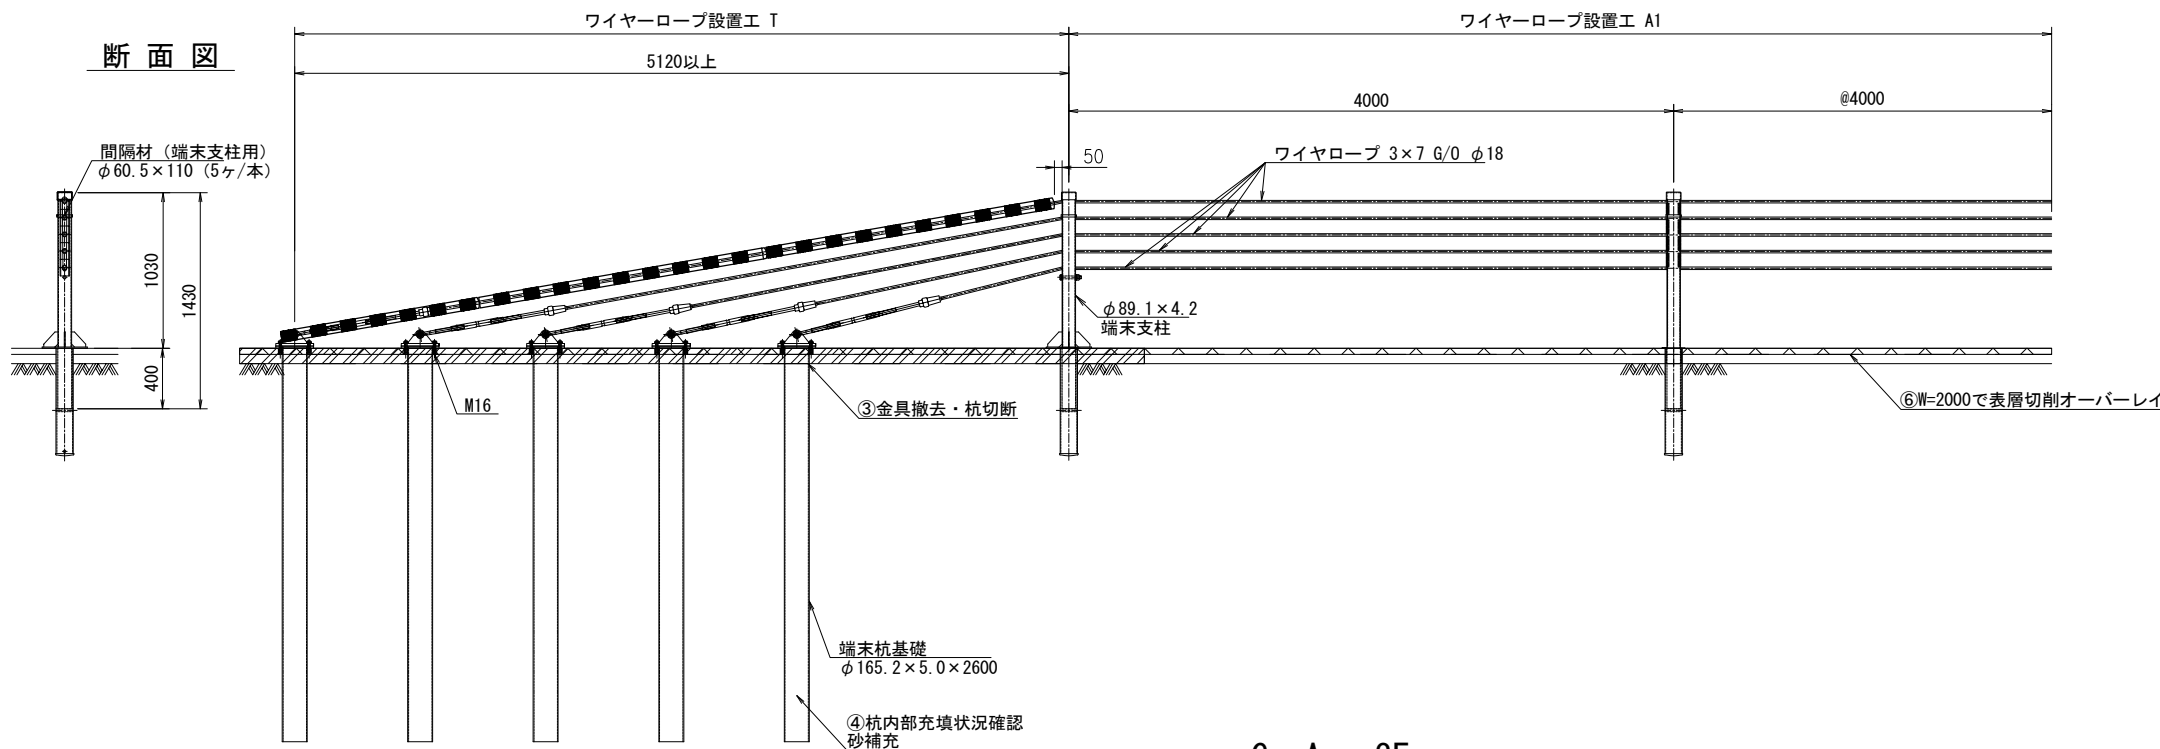 断面図
ワイヤーロープ設置工 T
ワイヤーロープ設置工 A1
5120以上
4000
@4000
間隔材（端末支柱用）
φ60.5×110（5ヶ/本）
50
ワイヤロープ 3×7 G/O φ18
1030
1430
400
φ89.1×4.2
端末支柱
M16
③金具撤去・杭切断
⑥W=2000で表層切削オーバーレイ
端末杭基礎
φ165.2×5.0×2600
④杭内部充填状況確認
砂補充